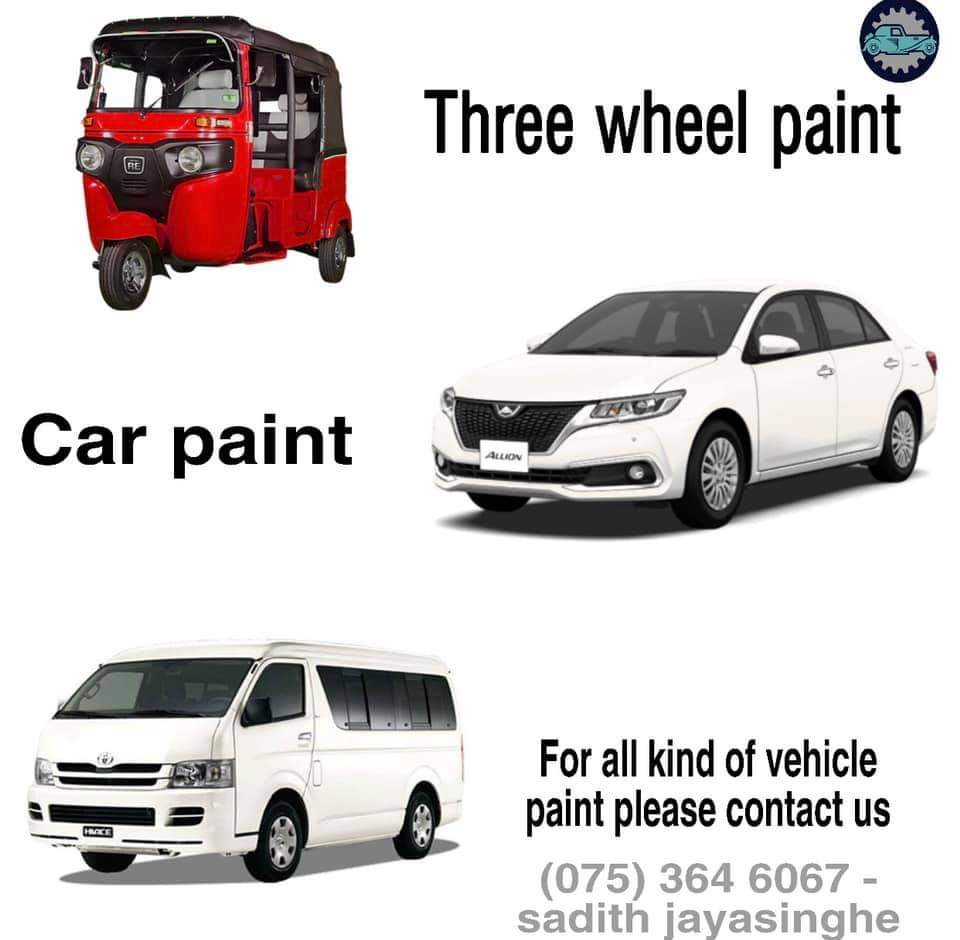 Three wheel paint
RE
Car paint
ALLION
HIACE
For all kind of vehicle
paint please contact us
(075) 364 6067 -
sadith jayasinghe